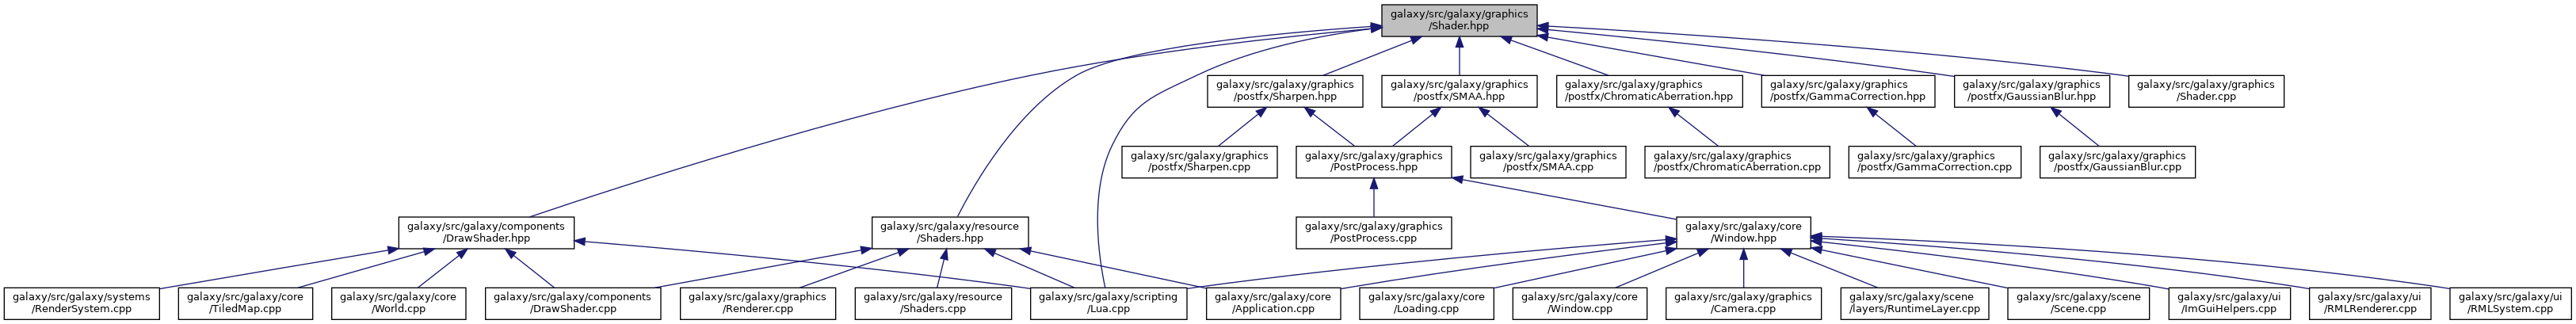 galaxy/src/galaxy/graphics
/Shader.hpp
galaxy/src/galaxy/graphics
/postfx/Sharpen.hpp
galaxy/src/galaxy/graphics
/postfx/SMAA.hpp
galaxy/src/galaxy/graphics
/postfx/ChromaticAberration.hpp
galaxy/src/galaxy/graphics
/postfx/GammaCorrection.hpp
galaxy/src/galaxy/graphics
/postfx/GaussianBlur.hpp
galaxy/src/galaxy/graphics
/Shader.cpp
galaxy/src/galaxy/graphics
/postfx/Sharpen.cpp
galaxy/src/galaxy/graphics
/PostProcess.hpp
galaxy/src/galaxy/graphics
/postfx/SMAA.cpp
galaxy/src/galaxy/graphics
/postfx/ChromaticAberration.cpp
galaxy/src/galaxy/graphics
/postfx/GammaCorrection.cpp
galaxy/src/galaxy/graphics
/postfx/GaussianBlur.cpp
galaxy/src/galaxy/components
/DrawShader.hpp
galaxy/src/galaxy/resource
/Shaders.hpp
galaxy/src/galaxy/graphics
/PostProcess.cpp
galaxy/src/galaxy/core
/Window.hpp
galaxy/src/galaxy/systems
/RenderSystem.cpp
galaxy/src/galaxy/core
/TiledMap.cpp
galaxy/src/galaxy/core
/World.cpp
galaxy/src/galaxy/components
/DrawShader.cpp
galaxy/src/galaxy/graphics
/Renderer.cpp
galaxy/src/galaxy/resource
/Shaders.cpp
galaxy/src/galaxy/scripting
/Lua.cpp
galaxy/src/galaxy/core
/Application.cpp
galaxy/src/galaxy/core
/Loading.cpp
galaxy/src/galaxy/core
/Window.cpp
galaxy/src/galaxy/graphics
/Camera.cpp
galaxy/src/galaxy/scene
/layers/RuntimeLayer.cpp
galaxy/src/galaxy/scene
/Scene.cpp
galaxy/src/galaxy/ui
/ImGuiHelpers.cpp
galaxy/src/galaxy/ui
/RMLRenderer.cpp
galaxy/src/galaxy/ui
/RMLSystem.cpp